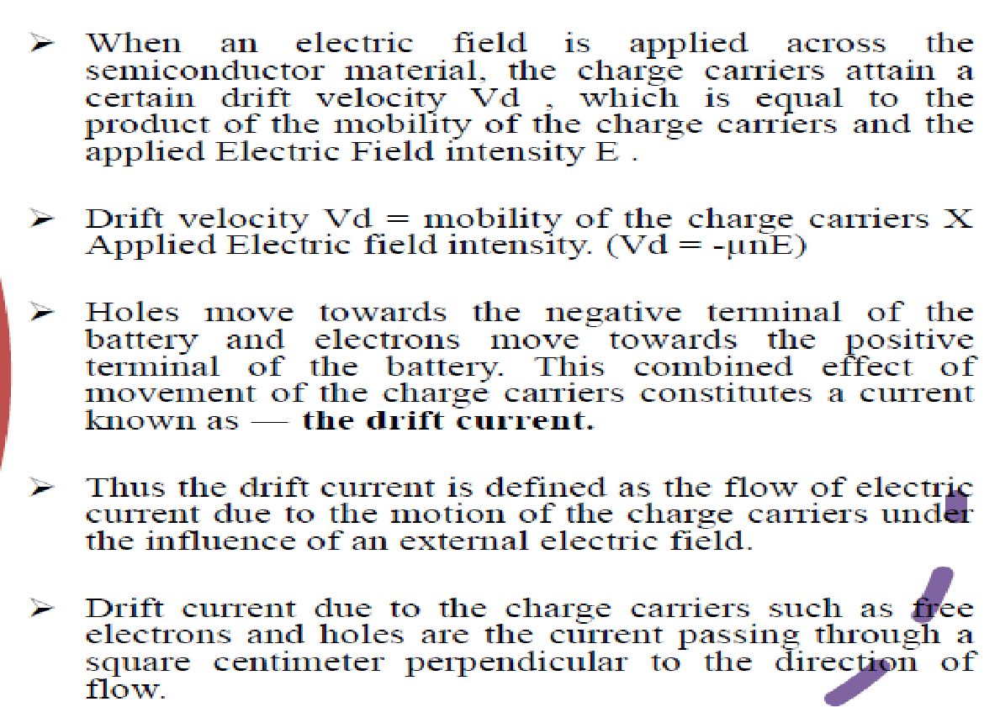 ➢ When an electric field is applied across the
semiconductor material, the charge carriers attain a
certain drift velocity Vd , which is equal to the
product of the mobility of the charge carriers and the
applied Electric Field intensity E .
➢ Drift velocity Vd = mobility of the charge carriers X
Applied Electric field intensity. (Vd = -μnE)
➢ Holes move towards the negative terminal of the
battery and electrons move towards the positive
terminal of the battery. This combined effect of
movement of the charge carriers constitutes a current
known as — the drift current.
➢ Thus the drift current is defined as the flow of electric
current due to the motion of the charge carriers under
the influence of an external electric field.
➢ Drift current due to the charge carriers such as free
electrons and holes are the current passing through a
square centimeter perpendicular to the direction of
flow.